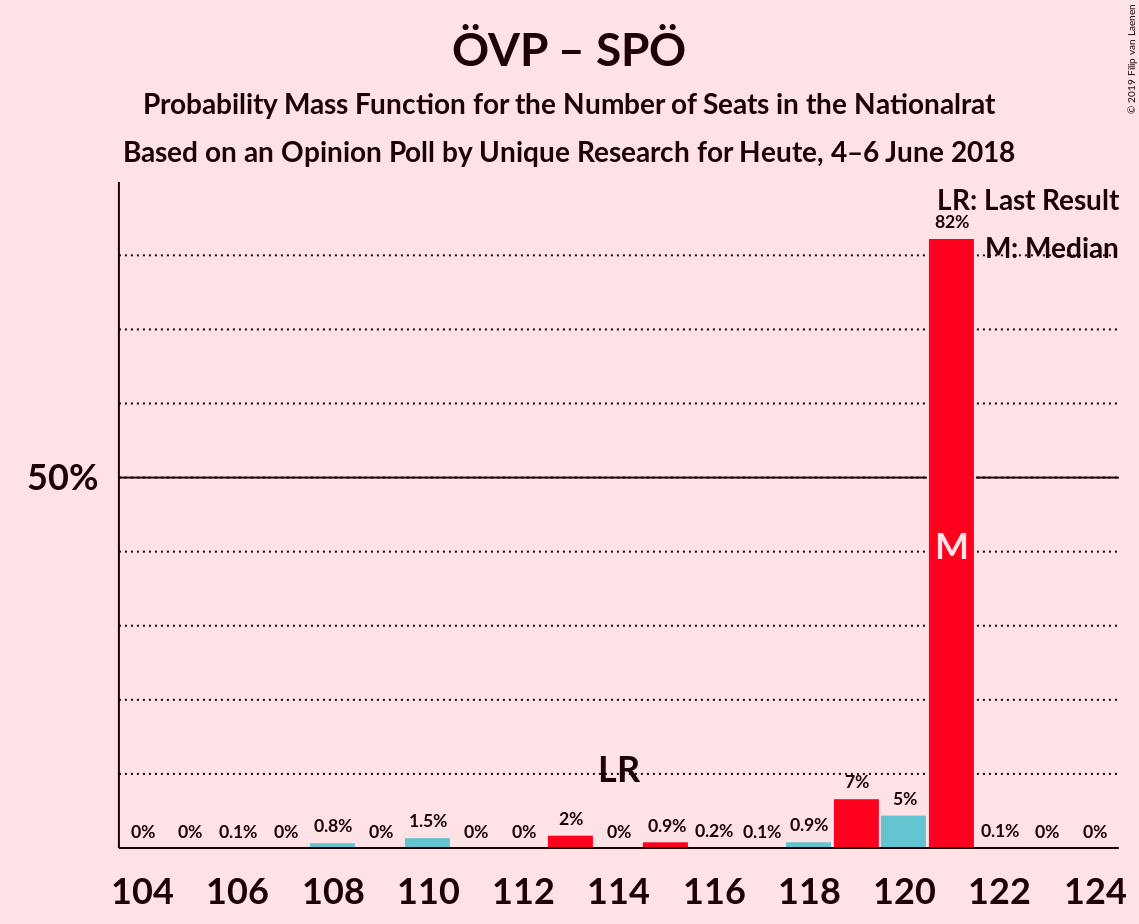 ÖVP – SPÖ
Probability Mass Function for the Number of Seats in the Nationalrat
Based on an Opinion Poll by Unique Research for Heute, 4–6 June 2018
© 2019 Filip van Laenen
LR: Last Result
82%
M: Median
50%
M
LR
7%
5%
0% 0% 0.1% 0% 0.8% 0% 1.5% 0% 0% 2% 0% 0.9% 0.2% 0.1% 0.9% 0.1% 0% 0%
104 106 108 110 112 114 116 118 120 122 124